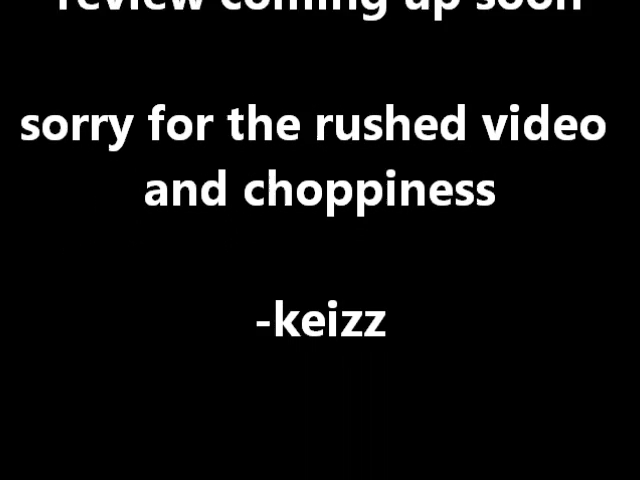 review coming up soon
sorry for the rushed video
and choppiness
-keizz